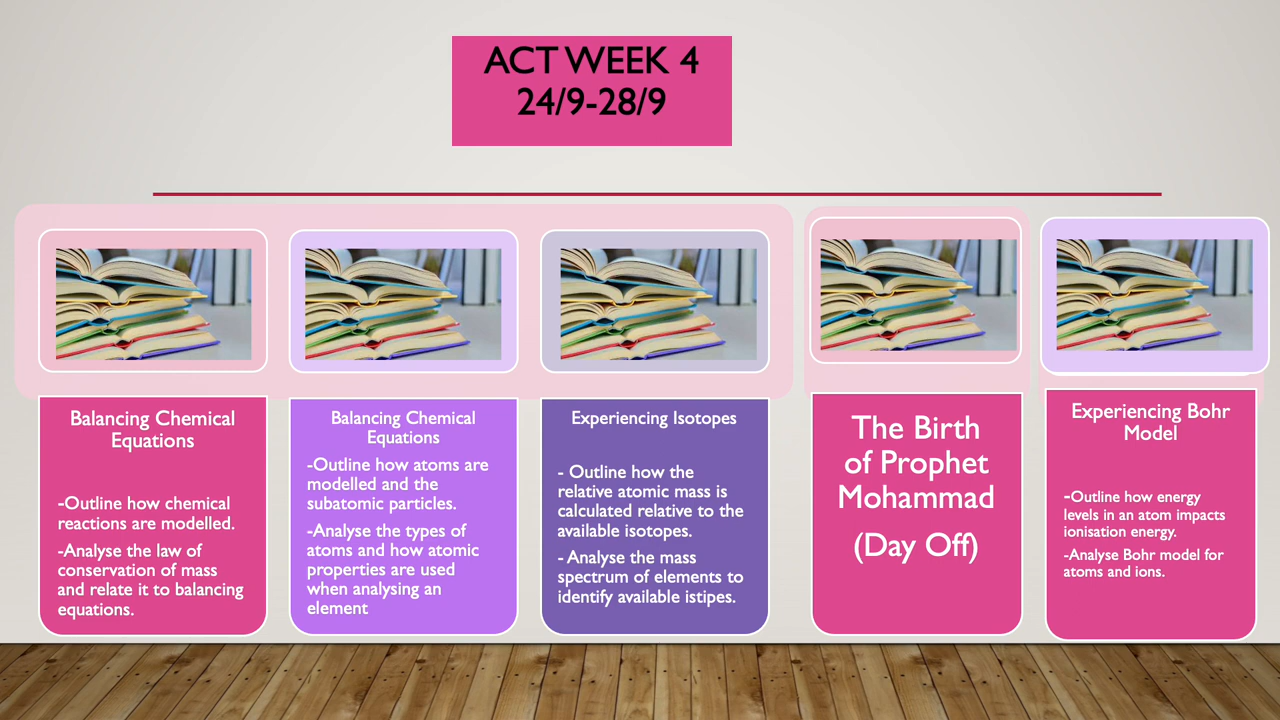 ACT WEEK 4
24/9-28/9
Balancing Chemical
Equations
-Outline how chemical
reactions are modelled.
-Analyse the law of
conservation of mass
and relate it to balancing
equations.
Balancing Chemical
Equations
-Outline how atoms are
modelled and the
subatomic particles.
-Analyse the types of
atoms and how atomic
properties are used
when analysing an
element
Experiencing Isotopes
- Outline how the
relative atomic mass is
calculated relative to the
available isotopes.
- Analyse the mass
spectrum of elements to
identify available istipes.
The Birth
of Prophet
Mohammad
(Day Off)
Experiencing Bohr
Model
-Outline how energy
levels in an atom impacts
ionisation energy.
-Analyse Bohr model for
atoms and ions.